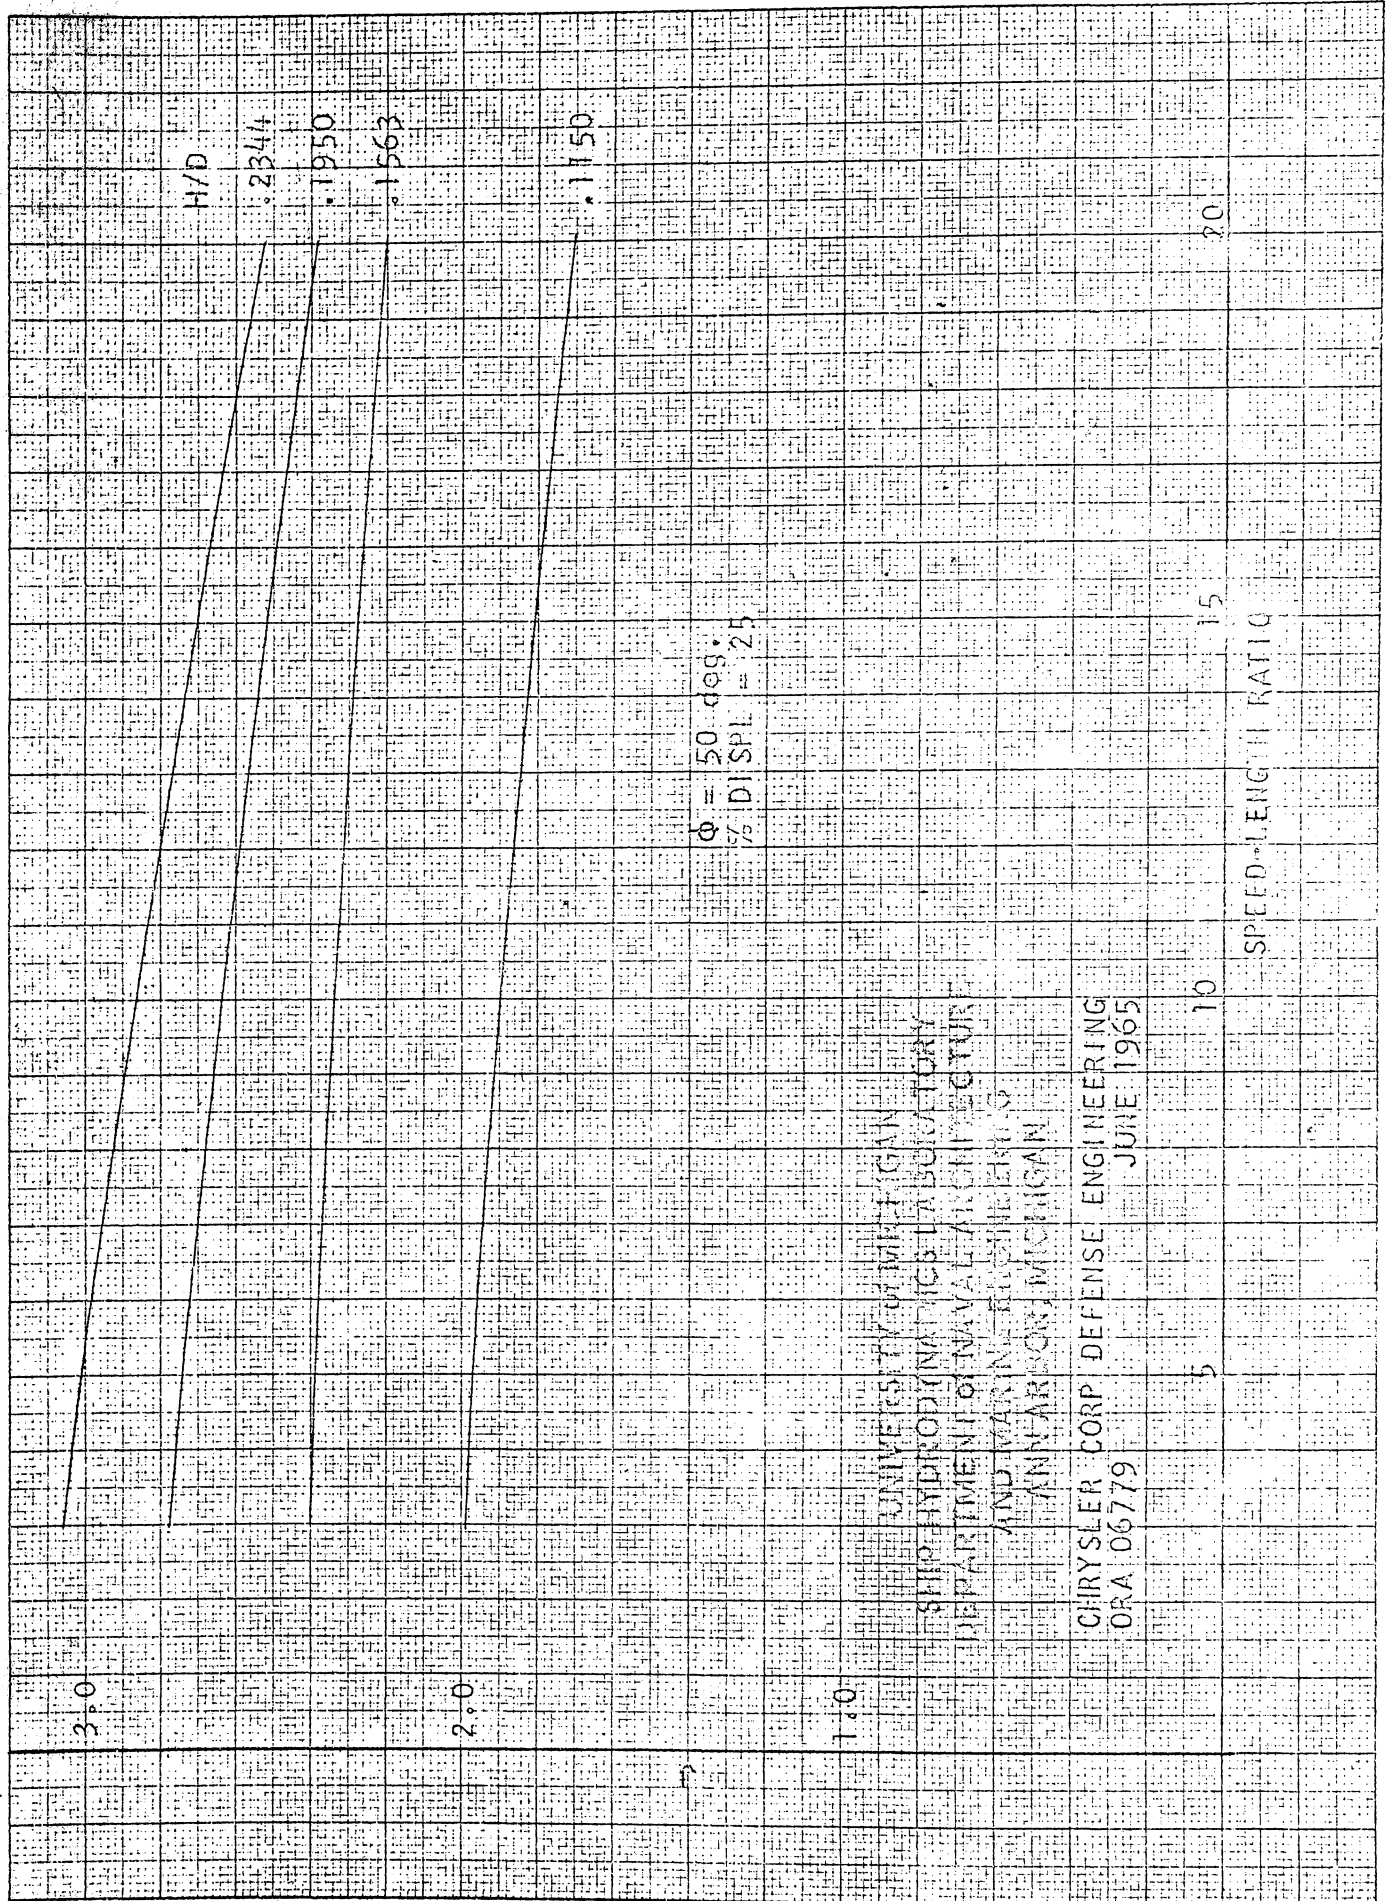 H/D
.2344
.1950
.1563
.1150
3.0
2.0
1.0
ɸ = 50 deg.
% DISPL = 25
UNIVERSITY of MICHIGAN
SHIP HYDRODYNAMICS LABORATORY
DEPARTMENT of NAVAL ARCHITECTURE
AND MARINE ENGINEERING
ANN ARBOR, MICHIGAN
CHRYSLER CORP DEFENSE ENGINEERING
ORA 06779 JUNE 1965
5 10 15 20
SPEED-LENGTH RATIO